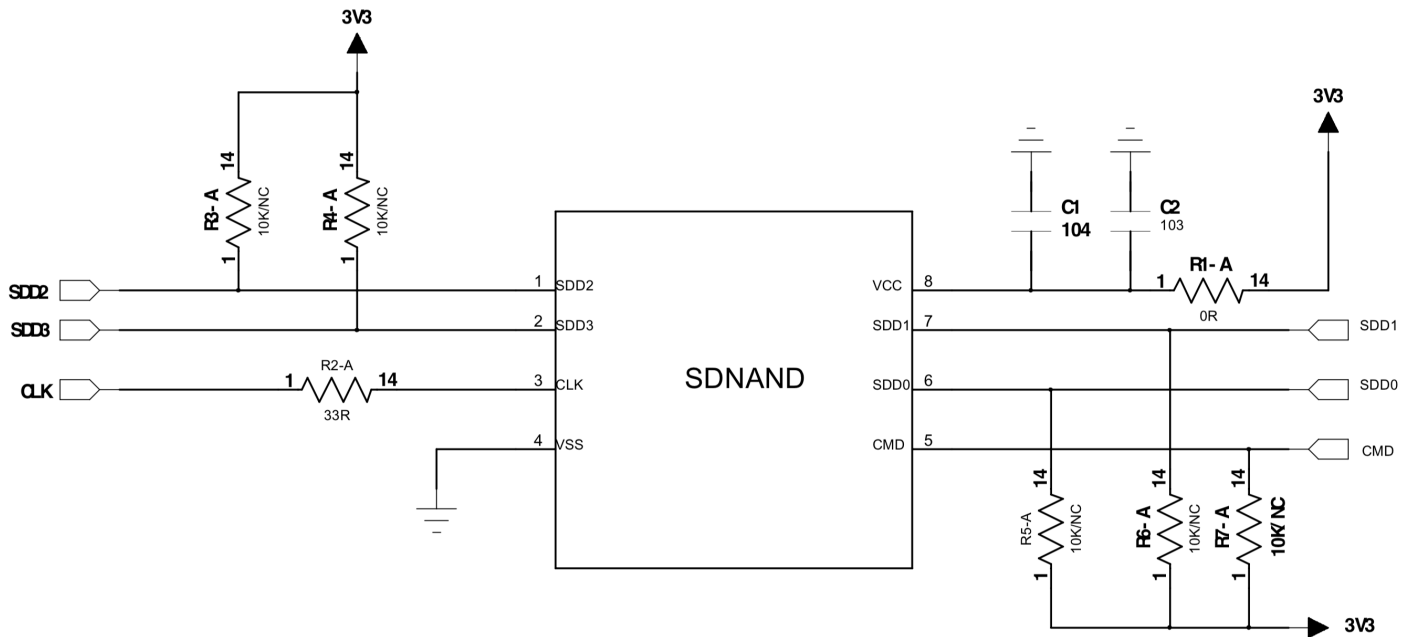 3V3
14
14
R3-A
10K/NC
R4-A
10K/NC
1
1
SDD2
SDD3
CLK
1
R2-A
14
33R
1 SDD2
2 SDD3
3 CLK
4 VSS
SDNAND
VCC 8
SDD1 7
SDD0 6
CMD 5
C1
104
C2
103
3V3
R1-A
1
14
0R
SDD1
SDD0
CMD
14
14
14
R5-A
10K/NC
R6-A
10K/NC
R7-A
10K/NC
1
1
1
3V3